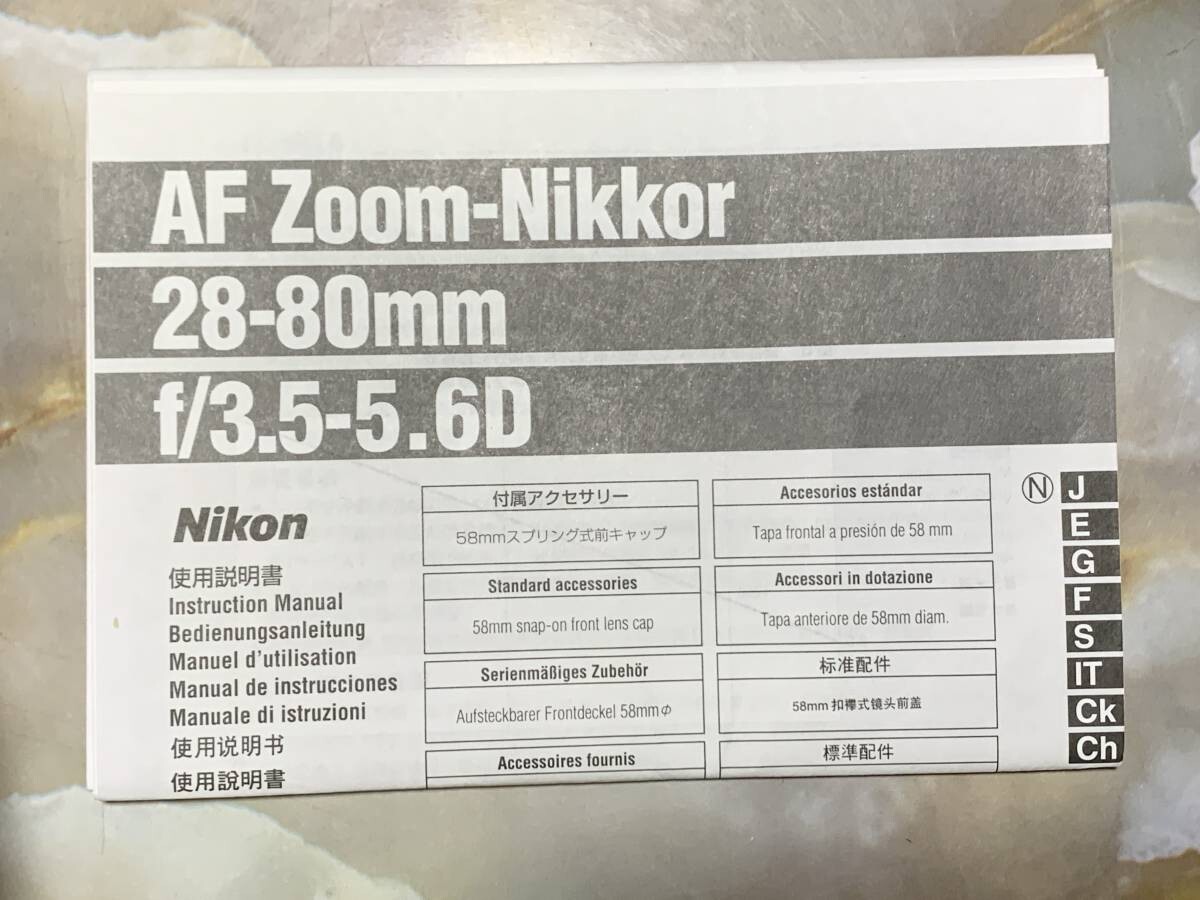 AF Zoom-Nikkor
28-80mm
f/3.5-5.6D
Nikon
使用説明書
Instruction Manual
Bedienungsanleitung
Manuel d'utilisation
Manual de instrucciones
Manuale di istruzioni
使用说明书
使用說明書
付属アクセサリー
58mmスプリング式前キャップ
Standard accessories
58mm snap-on front lens cap
Serienmäßiges Zubehör
Aufsteckbarer Frontdeckel 58mmϕ
Accessoires fournis
Accesorios estándar
Tapa frontal a presión de 58 mm
Accessori in dotazione
Tapa anteriore de 58mm diam.
标准配件
58mm 扣襻式镜头前盖
標準配件
N
J
E
G
F
S
IT
Ck
Ch